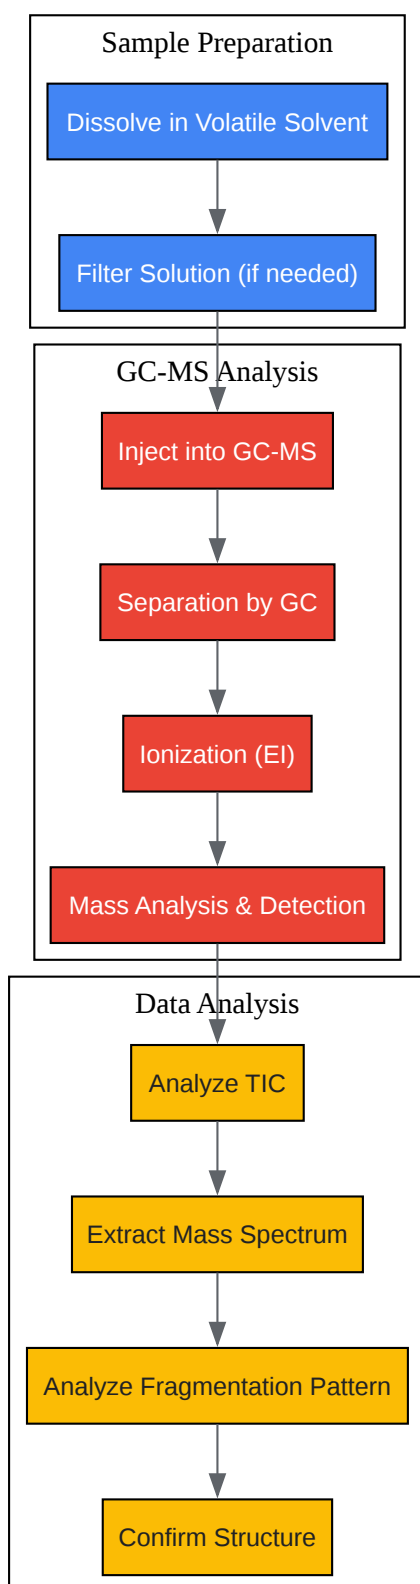 Sample Preparation
Dissolve in Volatile Solvent
Filter Solution (if needed)
GC-MS Analysis
Inject into GC-MS
Separation by GC
Ionization (EI)
Mass Analysis & Detection
Data Analysis
Analyze TIC
Extract Mass Spectrum
Analyze Fragmentation Pattern
Confirm Structure